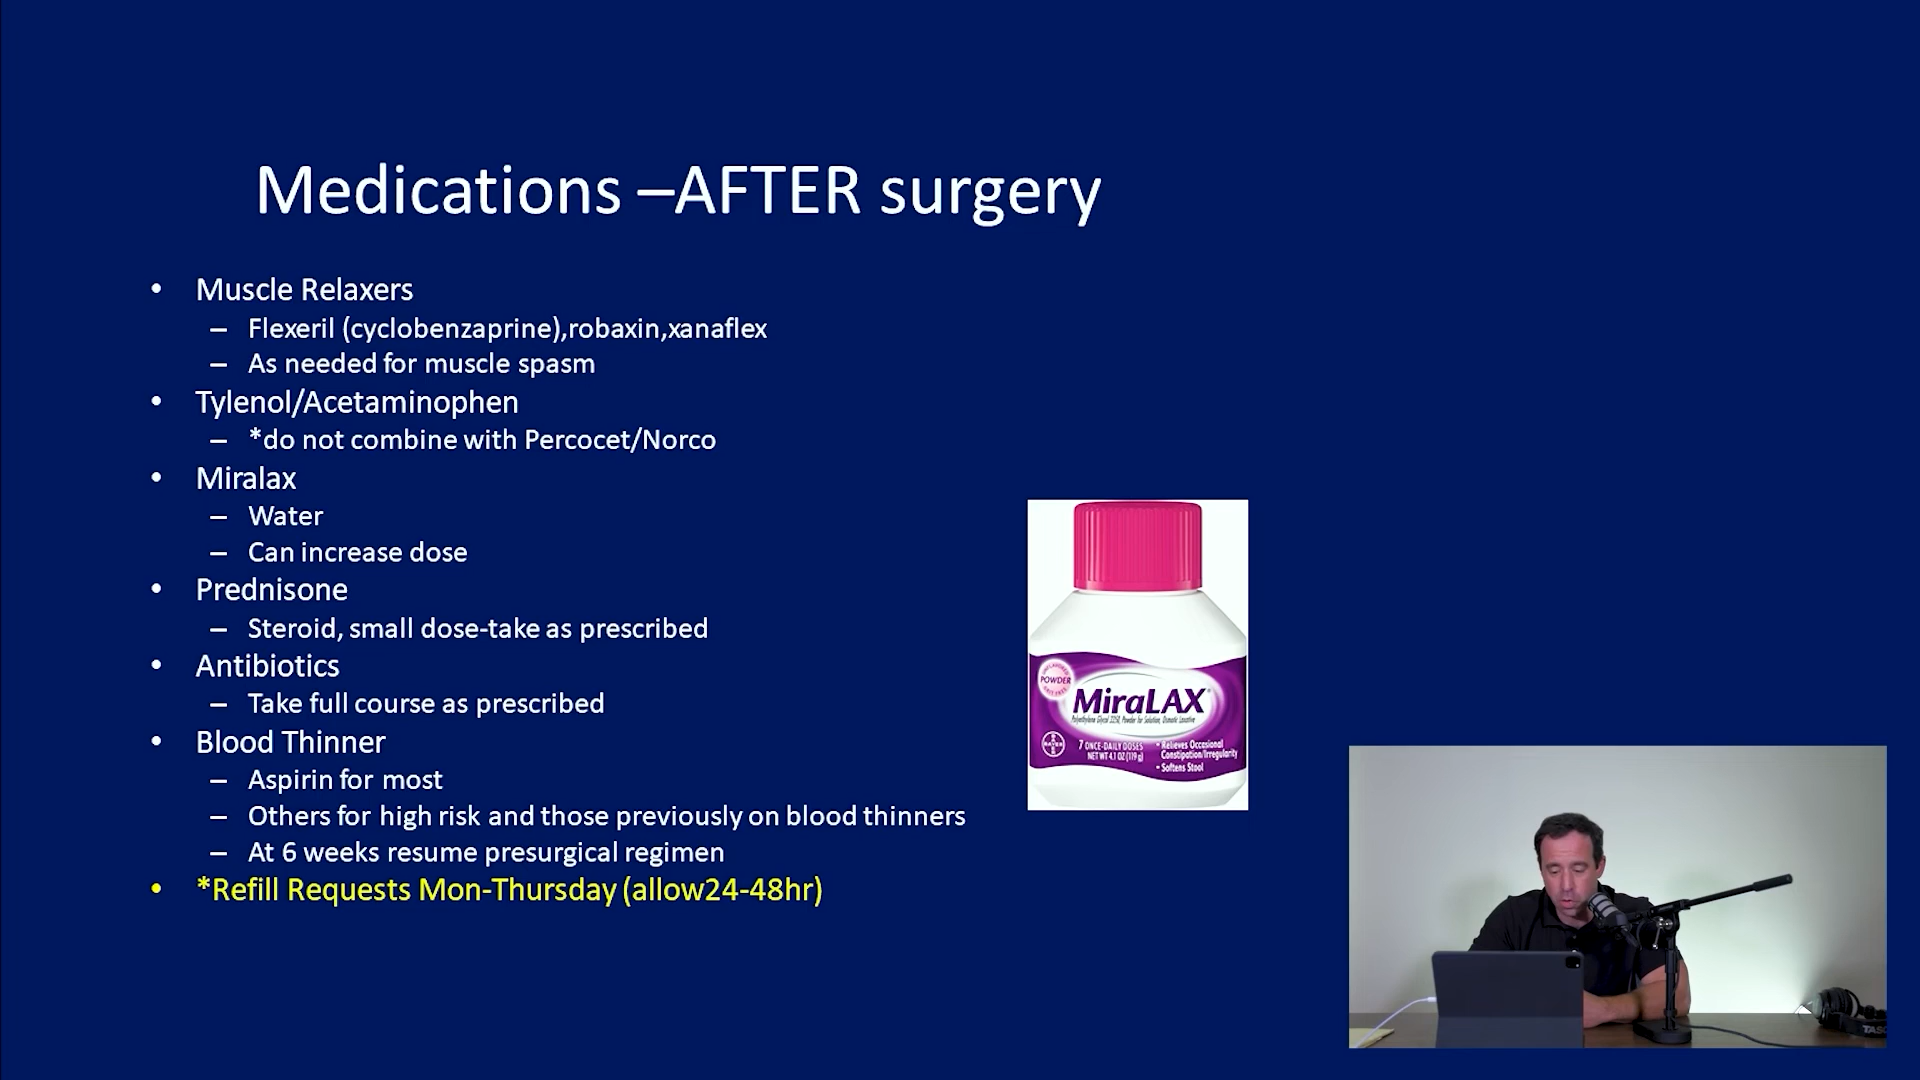 Medications –AFTER surgery
• Muscle Relaxers
– Flexeril (cyclobenzaprine),robaxin,xanaflex
– As needed for muscle spasm
• Tylenol/Acetaminophen
– *do not combine with Percocet/Norco
• Miralax
– Water
– Can increase dose
• Prednisone
– Steroid, small dose-take as prescribed
• Antibiotics
– Take full course as prescribed
• Blood Thinner
– Aspirin for most
– Others for high risk and those previously on blood thinners
– At 6 weeks resume presurgical regimen
• *Refill Requests Mon-Thursday (allow24-48hr)
POWDER
MiraLAX
Polyethylene Glycol 3350, Powder for Solution, Osmotic Laxative
BAYER
7 ONCE-DAILY DOSES
NET WT 4.1 OZ (119 g)
• Relieves Occasional
Constipation/Irregularity
• Softens Stool